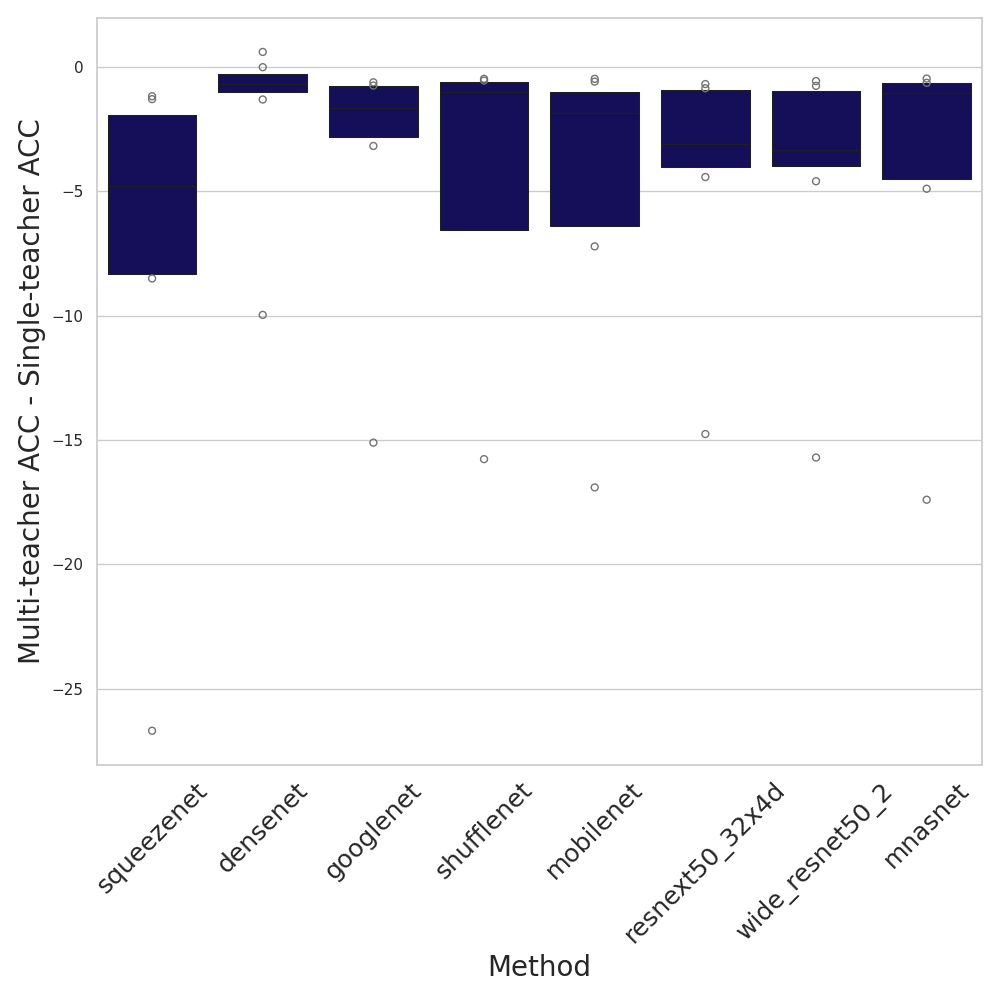 Multi-teacher ACC - Single-teacher ACC
0
−5
−10
−15
−20
−25
squeezenet
densenet
googlenet
shufflenet
mobilenet
resnext50_32x4d
wide_resnet50_2
mnasnet
Method